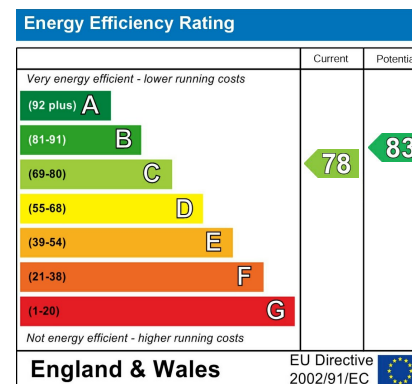 Energy Efficiency Rating
Current Potentia
Very energy efficient - lower running costs
(92 plus) A
(81-91) B
(69-80) C
(55-68) D
(39-54) E
(21-38) F
(1-20) G
78
83
Not energy efficient - higher running costs
England & Wales
EU Directive
2002/91/EC